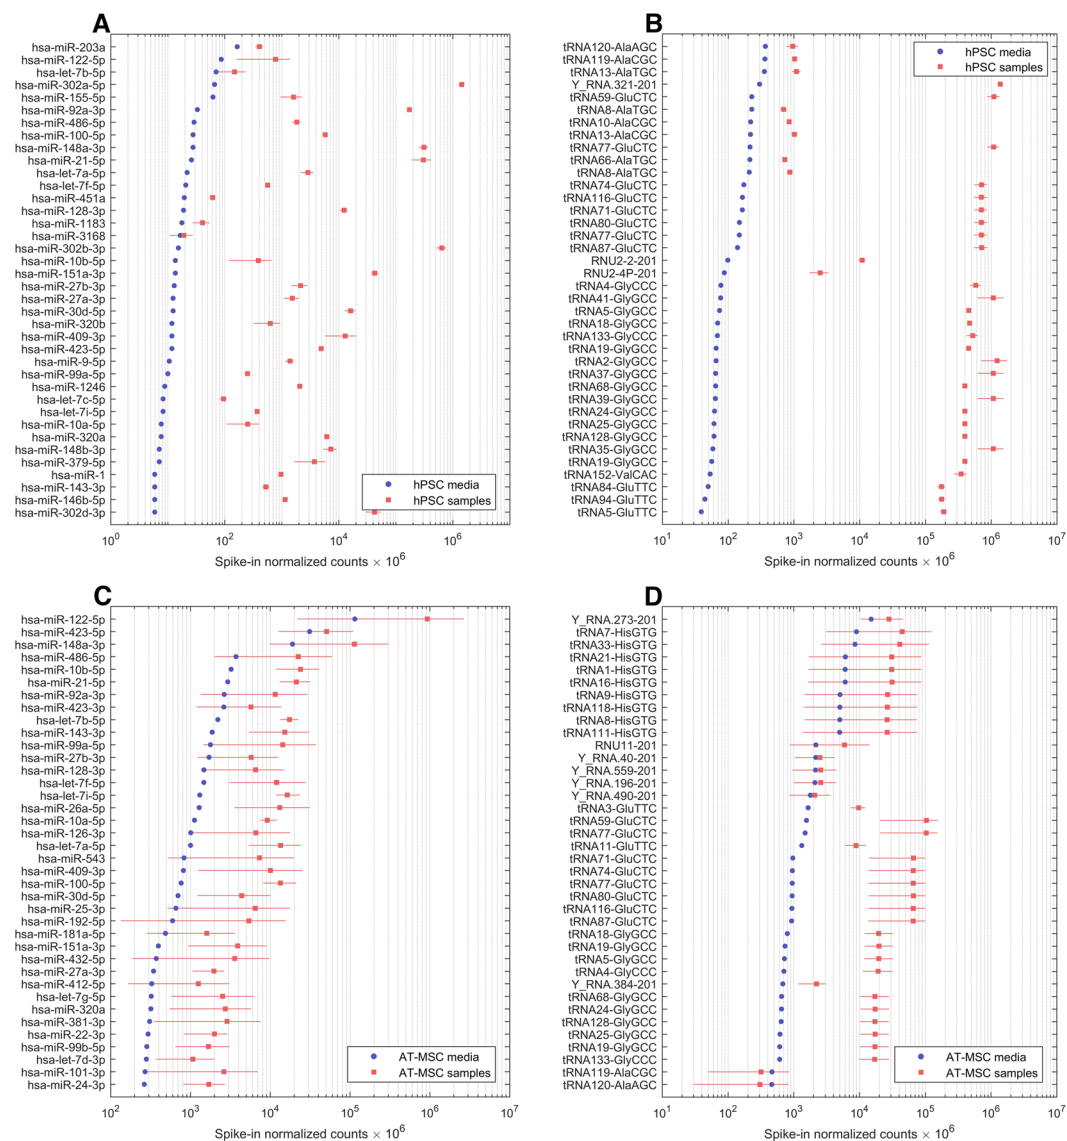 A
hsa-miR-203a
hsa-miR-122-5p
hsa-let-7b-5p
hsa-miR-302a-5p
hsa-miR-155-5p
hsa-miR-92a-3p
hsa-miR-486-5p
hsa-miR-100-5p
hsa-miR-148a-3p
hsa-miR-21-5p
hsa-let-7a-5p
hsa-let-7f-5p
hsa-miR-451a
hsa-miR-128-3p
hsa-miR-1183
hsa-miR-3168
hsa-miR-302b-3p
hsa-miR-10b-5p
hsa-miR-151a-3p
hsa-miR-27b-3p
hsa-miR-27a-3p
hsa-miR-30d-5p
hsa-miR-320b
hsa-miR-409-3p
hsa-miR-423-5p
hsa-miR-9-5p
hsa-miR-99a-5p
hsa-miR-1246
hsa-let-7c-5p
hsa-let-7i-5p
hsa-miR-10a-5p
hsa-miR-320a
hsa-miR-148b-3p
hsa-miR-379-5p
hsa-miR-1
hsa-miR-143-3p
hsa-miR-146b-5p
hsa-miR-302d-3p
hPSC media
hPSC samples
10^0 10^2 10^4 10^6
Spike-in normalized counts × 10^6
B
tRNA120-AlaAGC
tRNA119-AlaCGC
tRNA13-AlaTGC
Y_RNA.321-201
tRNA59-GluCTC
tRNA8-AlaTGC
tRNA10-AlaCGC
tRNA13-AlaCGC
tRNA77-GluCTC
tRNA66-AlaTGC
tRNA8-AlaTGC
tRNA74-GluCTC
tRNA116-GluCTC
tRNA71-GluCTC
tRNA80-GluCTC
tRNA77-GluCTC
tRNA87-GluCTC
RNU2-2-201
RNU2-4P-201
tRNA4-GlyCCC
tRNA41-GlyGCC
tRNA5-GlyGCC
tRNA18-GlyGCC
tRNA133-GlyCCC
tRNA19-GlyGCC
tRNA2-GlyGCC
tRNA37-GlyGCC
tRNA68-GlyGCC
tRNA39-GlyGCC
tRNA24-GlyGCC
tRNA25-GlyGCC
tRNA128-GlyGCC
tRNA35-GlyGCC
tRNA19-GlyGCC
tRNA152-ValCAC
tRNA84-GluTTC
tRNA94-GluTTC
tRNA5-GluTTC
hPSC media
hPSC samples
10^1 10^2 10^3 10^4 10^5 10^6 10^7
Spike-in normalized counts × 10^6
C
hsa-miR-122-5p
hsa-miR-423-5p
hsa-miR-148a-3p
hsa-miR-486-5p
hsa-miR-10b-5p
hsa-miR-21-5p
hsa-miR-92a-3p
hsa-miR-423-3p
hsa-let-7b-5p
hsa-miR-143-3p
hsa-miR-99a-5p
hsa-miR-27b-3p
hsa-miR-128-3p
hsa-let-7f-5p
hsa-let-7i-5p
hsa-miR-26a-5p
hsa-miR-10a-5p
hsa-miR-126-3p
hsa-let-7a-5p
hsa-miR-543
hsa-miR-409-3p
hsa-miR-100-5p
hsa-miR-30d-5p
hsa-miR-25-3p
hsa-miR-192-5p
hsa-miR-181a-5p
hsa-miR-151a-3p
hsa-miR-432-5p
hsa-miR-27a-3p
hsa-miR-412-5p
hsa-let-7g-5p
hsa-miR-320a
hsa-miR-381-3p
hsa-miR-22-3p
hsa-miR-99b-5p
hsa-let-7d-3p
hsa-miR-101-3p
hsa-miR-24-3p
AT-MSC media
AT-MSC samples
10^2 10^3 10^4 10^5 10^6 10^7
Spike-in normalized counts × 10^6
D
Y_RNA.273-201
tRNA7-HisGTG
tRNA33-HisGTG
tRNA21-HisGTG
tRNA1-HisGTG
tRNA16-HisGTG
tRNA9-HisGTG
tRNA118-HisGTG
tRNA8-HisGTG
tRNA111-HisGTG
RNU11-201
Y_RNA.40-201
Y_RNA.559-201
Y_RNA.196-201
Y_RNA.490-201
tRNA3-GluTTC
tRNA59-GluCTC
tRNA77-GluCTC
tRNA11-GluTTC
tRNA71-GluCTC
tRNA74-GluCTC
tRNA77-GluCTC
tRNA80-GluCTC
tRNA116-GluCTC
tRNA87-GluCTC
tRNA18-GlyGCC
tRNA19-GlyGCC
tRNA5-GlyGCC
tRNA4-GlyCCC
Y_RNA.384-201
tRNA68-GlyGCC
tRNA24-GlyGCC
tRNA128-GlyGCC
tRNA25-GlyGCC
tRNA19-GlyGCC
tRNA133-GlyCCC
tRNA119-AlaCGC
tRNA120-AlaAGC
AT-MSC media
AT-MSC samples
10^1 10^2 10^3 10^4 10^5 10^6 10^7
Spike-in normalized counts × 10^6